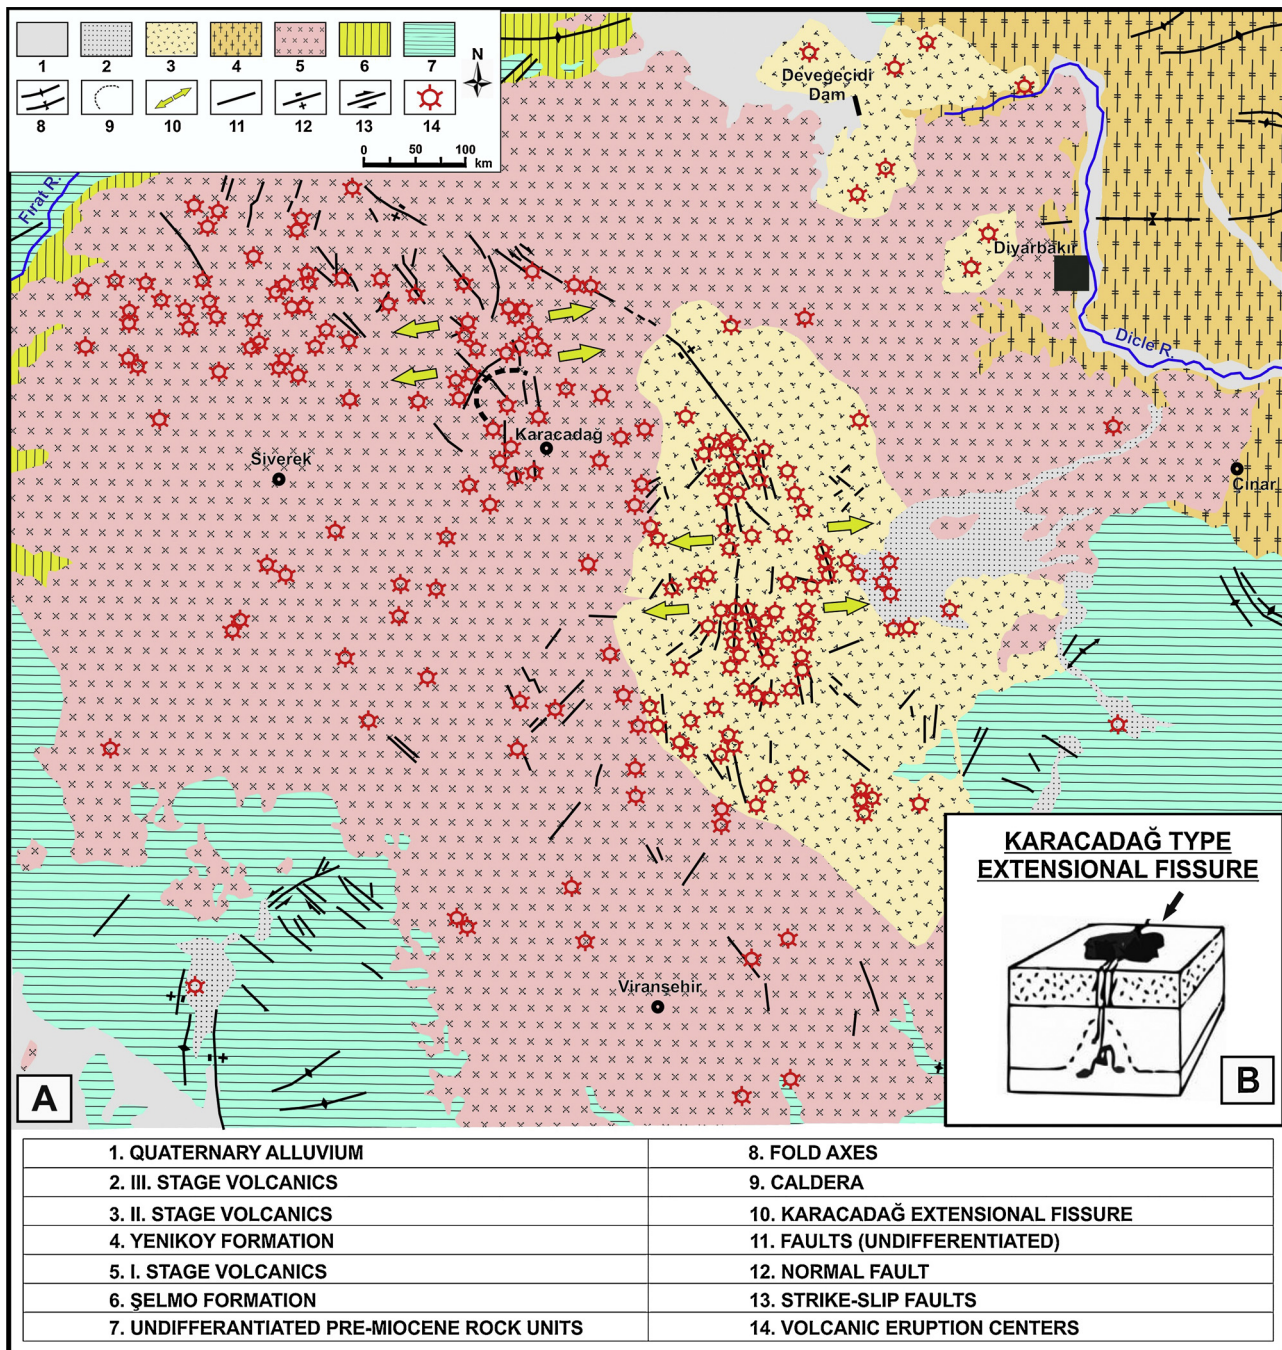 1 2 3 4 5 6 7
N
8 9 10 11 12 13 14
0 50 100
km
Devegeçidi
Dam
Fırat R.
Diyarbakır
Dicle R.
Karacadağ
Siverek
Çınar
Viranşehir
KARACADAĞ TYPE
EXTENSIONAL FISSURE
A
B
1. QUATERNARY ALLUVIUM
2. III. STAGE VOLCANICS
3. II. STAGE VOLCANICS
4. YENIKOY FORMATION
5. I. STAGE VOLCANICS
6. ŞELMO FORMATION
7. UNDIFFERANTIATED PRE-MIOCENE ROCK UNITS
8. FOLD AXES
9. CALDERA
10. KARACADAĞ EXTENSIONAL FISSURE
11. FAULTS (UNDIFFERENTIATED)
12. NORMAL FAULT
13. STRIKE-SLIP FAULTS
14. VOLCANIC ERUPTION CENTERS